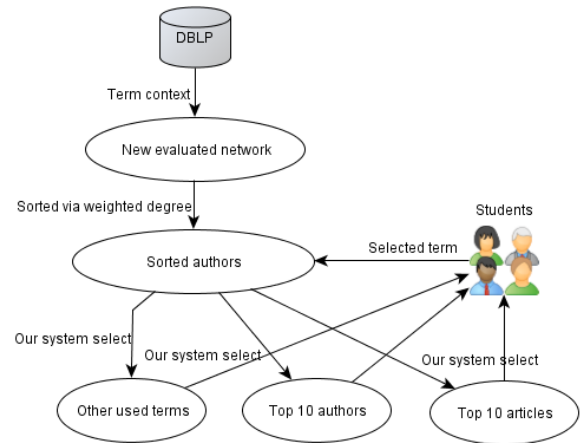 DBLP
Term context
New evaluated network
Sorted via weighted degree
Students
Selected term
Sorted authors
Our system select
Our system select
Our system select
Other used terms
Top 10 authors
Top 10 articles